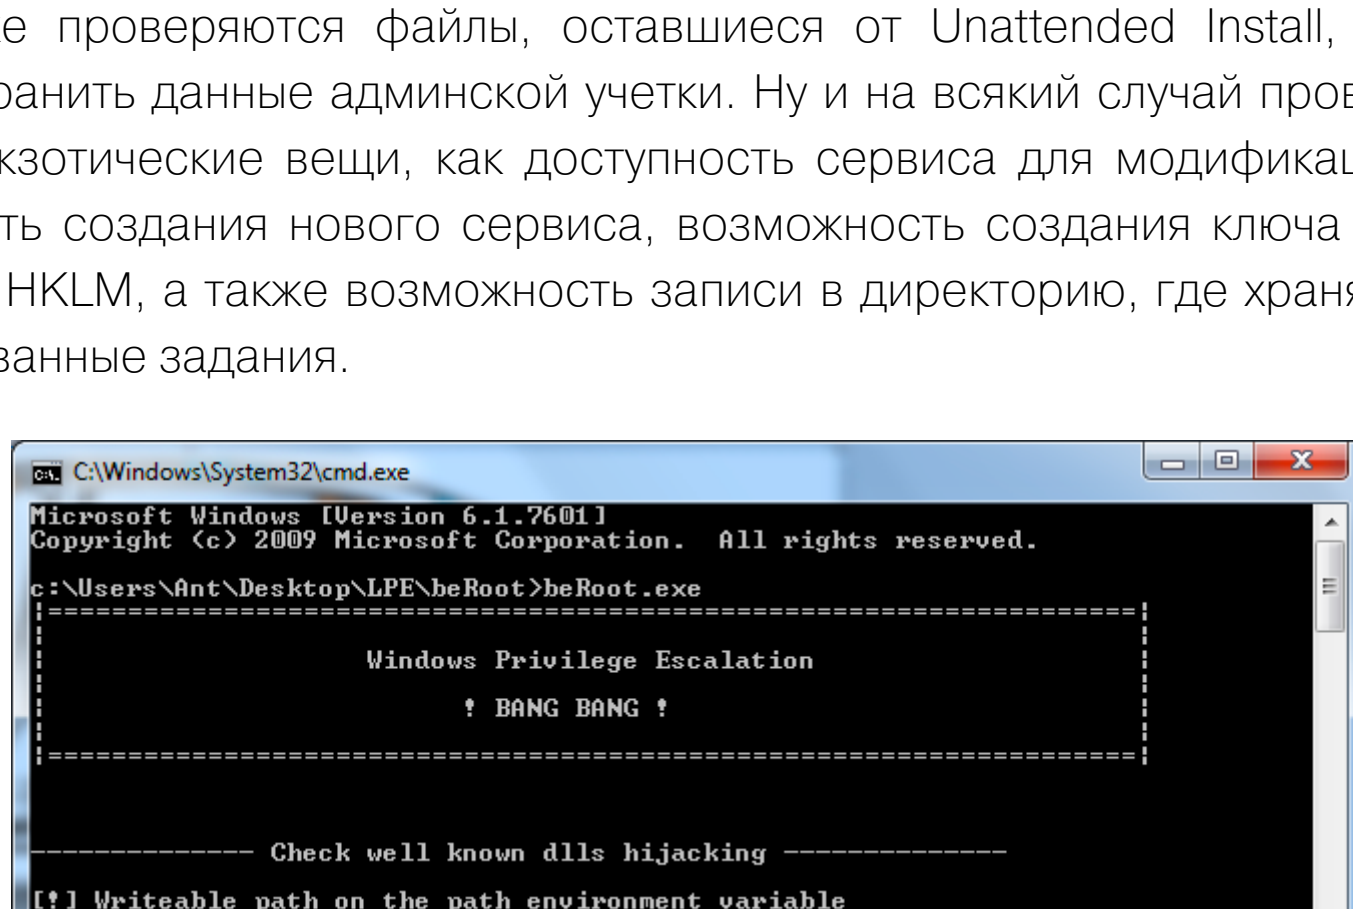 е проверяются файлы, оставшиеся от Unattended Install,
ранить данные админской учетки. Ну и на всякий случай пров
кзотические вещи, как доступность сервиса для модификац
ть создания нового сервиса, возможность создания ключа
HKLM, а также возможность записи в директорию, где храня
ванные задания.
C:\Windows\System32\cmd.exe
Microsoft Windows [Version 6.1.7601]
Copyright (c) 2009 Microsoft Corporation.  All rights reserved.
c:\Users\Ant\Desktop\LPE\beRoot>beRoot.exe
|====================================================================|
Windows Privilege Escalation
! BANG BANG !
|====================================================================|
-------------- Check well known dlls hijacking --------------
[!] Writeable path on the path environment variable